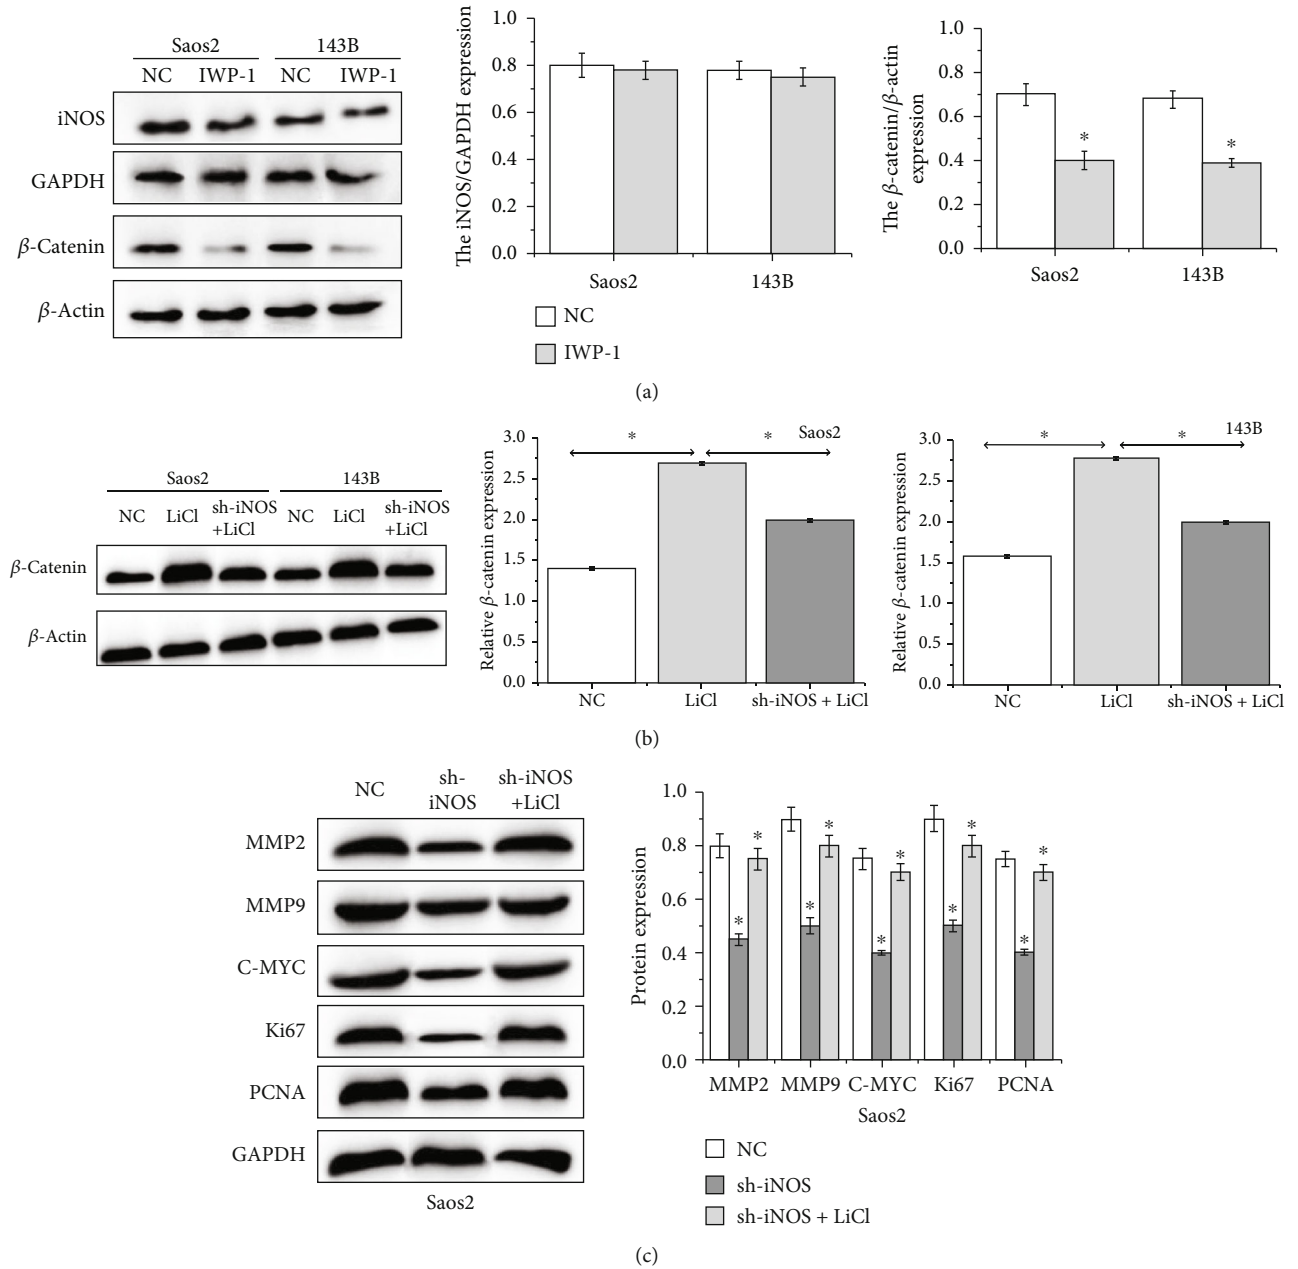 Saos2 143B
NC IWP-1 NC IWP-1
iNOS
GAPDH
β-Catenin
β-Actin
The iNOS/GAPDH expression
1.0
0.8
0.6
0.4
0.2
0.0
Saos2 143B
NC
IWP-1
The β-catenin/β-actin
expression
1.0
0.8
0.6
0.4
0.2
0.0
* *
Saos2 143B
(a)
Saos2 143B
NC LiCl sh-iNOS NC LiCl sh-iNOS
+LiCl +LiCl
β-Catenin
β-Actin
Relative β-catenin expression
3.0
2.5
2.0
1.5
1.0
0.5
0.0
* * Saos2
NC LiCl sh-iNOS + LiCl
Relative β-catenin expression
3.0
2.5
2.0
1.5
1.0
0.5
0.0
* * 143B
NC LiCl sh-iNOS + LiCl
(b)
NC sh- sh-iNOS
iNOS +LiCl
MMP2
MMP9
C-MYC
Ki67
PCNA
GAPDH
Saos2
Protein expression
1.0
0.8
0.6
0.4
0.2
0.0
* * * * * * * * * *
MMP2 MMP9 C-MYC Ki67 PCNA
Saos2
NC
sh-iNOS
sh-iNOS + LiCl
(c)